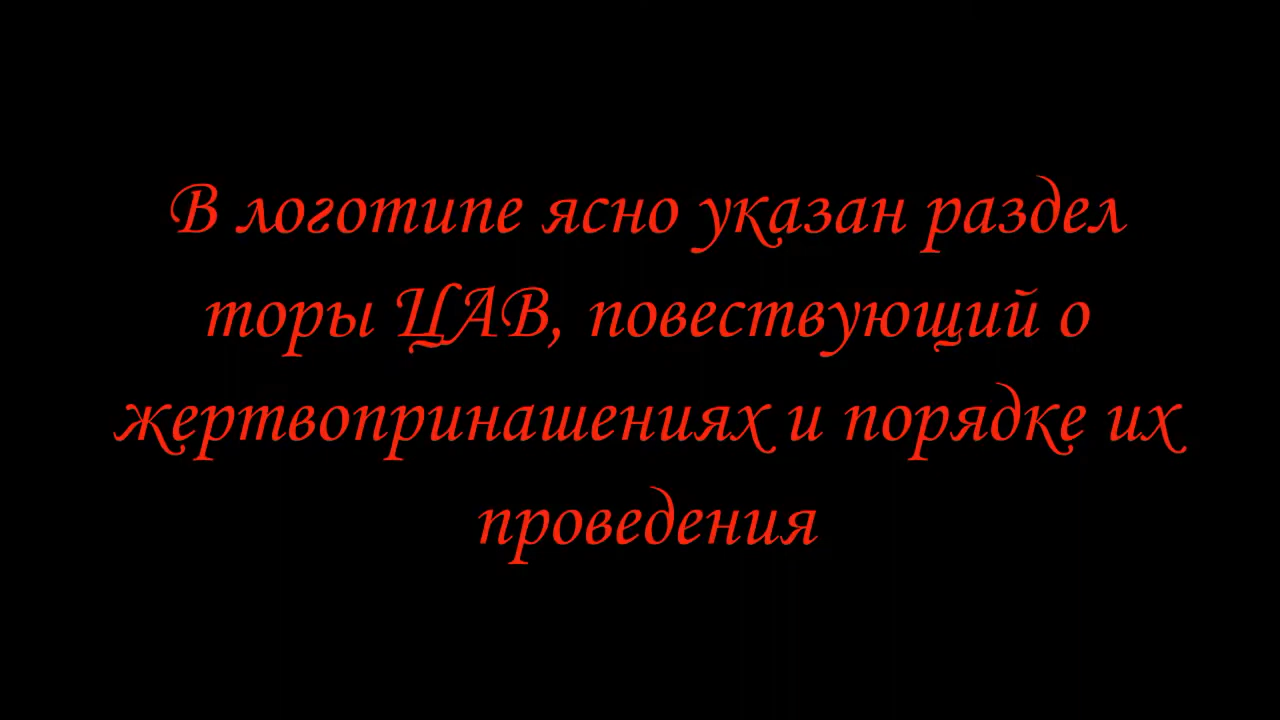 В логотипе ясно указан раздел
торы ЦАВ, повествующий о
жертвопринашениях и порядке их
проведения